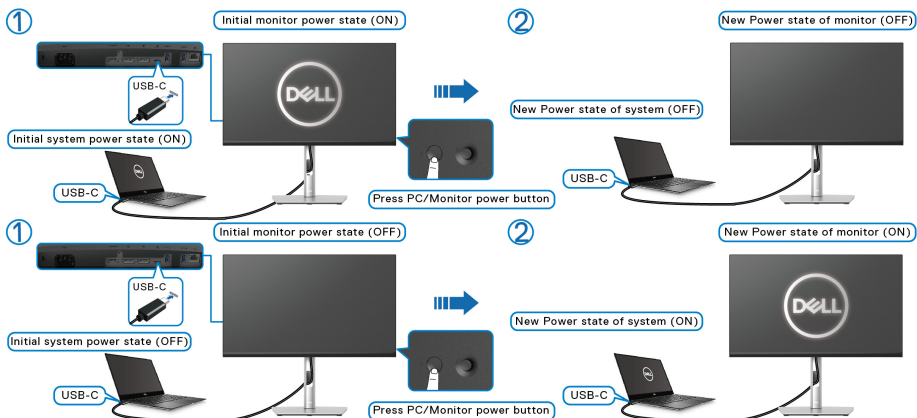 1
Initial monitor power state (ON)
2
New Power state of monitor (OFF)
USB-C
DELL
New Power state of system (OFF)
Initial system power state (ON)
DELL
USB-C
USB-C
Press PC/Monitor power button
1
Initial monitor power state (OFF)
2
New Power state of monitor (ON)
USB-C
DELL
New Power state of system (ON)
Initial system power state (OFF)
DELL
USB-C
USB-C
Press PC/Monitor power button